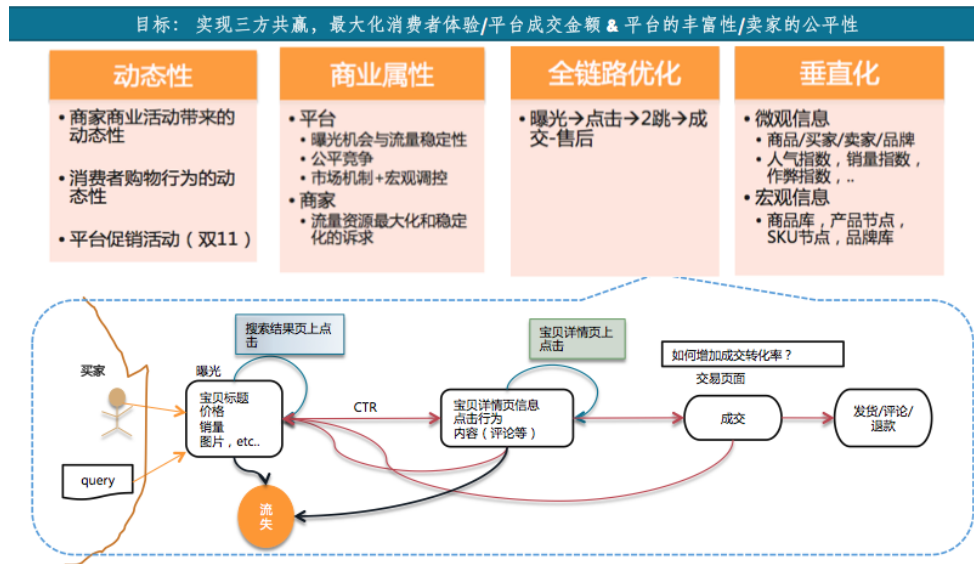 目标： 实现三方共赢，最大化消费者体验/平台成交金额 & 平台的丰富性/卖家的公平性
动态性
• 商家商业活动带来的
动态性
• 消费者购物行为的动
态性
• 平台促销活动（双11）
商业属性
• 平台
• 曝光机会与流量稳定性
• 公平竞争
• 市场机制+宏观调控
• 商家
• 流量资源最大化和稳定
化的诉求
全链路优化
• 曝光→点击→2跳→成
交-售后
垂直化
• 微观信息
• 商品/买家/卖家/品牌
• 人气指数，销量指数，
作弊指数，..
• 宏观信息
• 商品库，产品节点，
SKU节点，品牌库
搜索结果页上点
击
宝贝详情页上
点击
如何增加成交转化率？
买家
曝光
交易页面
宝贝标题
价格
销量
图片，etc..
CTR
宝贝详情页信息
点击行为
内容（评论等）
成交
发货/评论/
退款
query
流
失